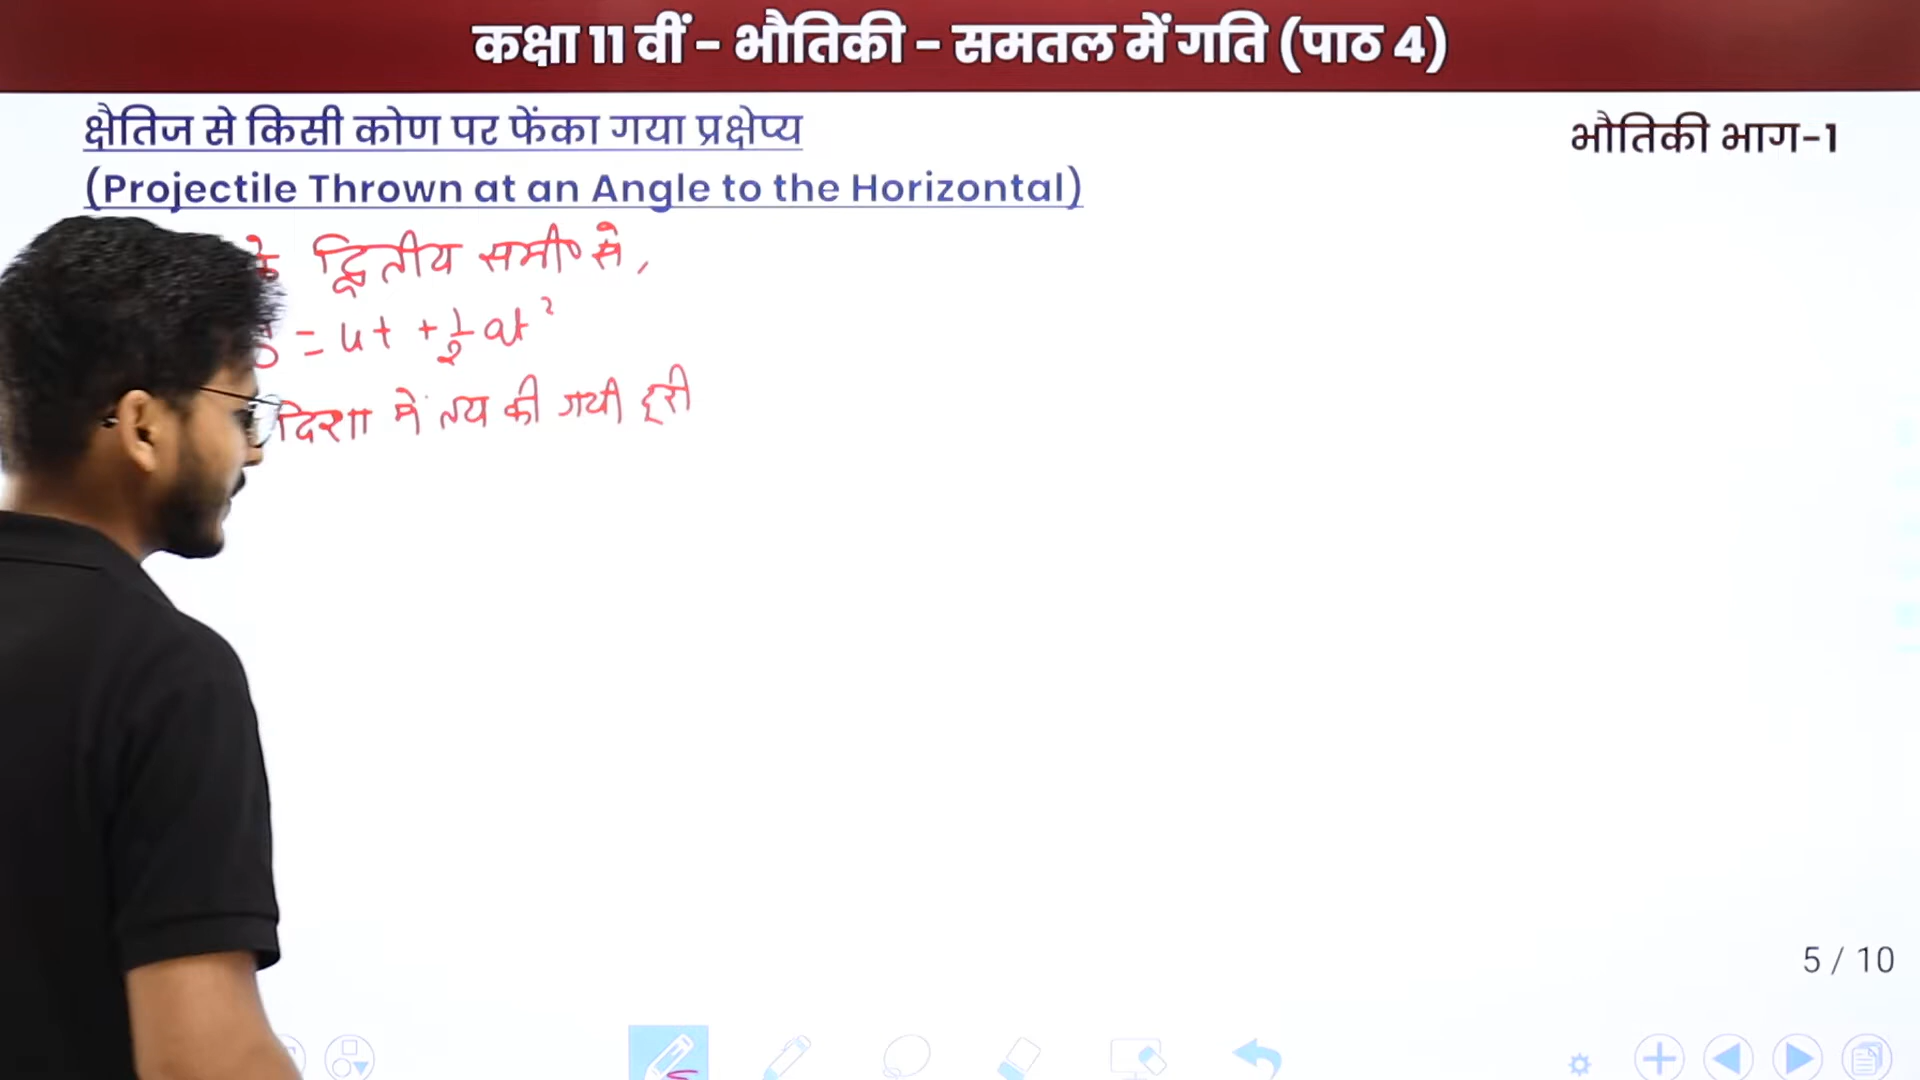 कक्षा 11 वीं - भौतिकी - समतल में गति (पाठ 4)
क्षैतिज से किसी कोण पर फेंका गया प्रक्षेप्य
भौतिकी भाग-1
(Projectile Thrown at an Angle to the Horizontal)
के द्वितीय समी० से,
= ut + 1/2 at²
दिशा में तय की गयी दूरी
5 / 10